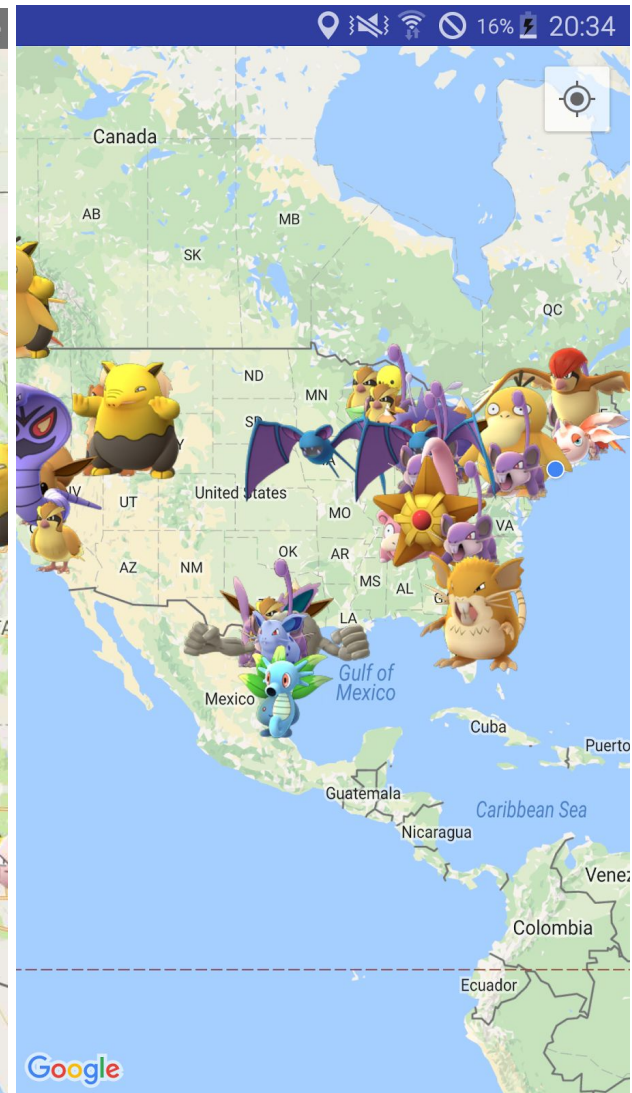 16% 20:34
Canada
AB
MB
SK
QC
ND
MN
SD
United States
NV
UT
MO
VA
OK
AR
AZ
NM
MS
AL
LA
Gulf of
Mexico
Mexico
Cuba
Puerto
Guatemala
Caribbean Sea
Nicaragua
Venez
Colombia
Ecuador
Google